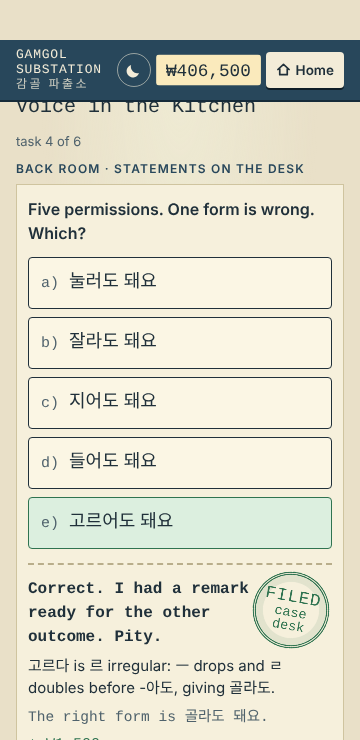 GAMGOL
SUBSTATION
감골 파출소
₩406,500
Home
Voice in the Kitchen
task 4 of 6
BACK ROOM · STATEMENTS ON THE DESK
Five permissions. One form is wrong.
Which?
a) 눌러도 돼요
b) 잘라도 돼요
c) 지어도 돼요
d) 들어도 돼요
e) 고르어도 돼요
Correct. I had a remark
ready for the other
outcome. Pity.
FILED
case
desk
고르다 is 르 irregular: ㅡ drops and ㄹ
doubles before -아도, giving 골라도.
The right form is 골라도 돼요.